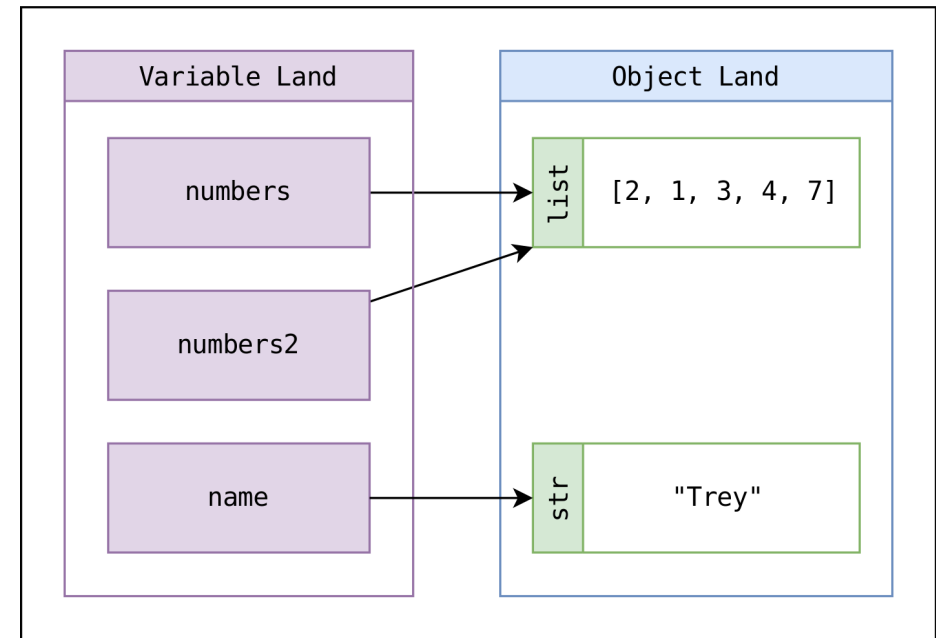 Variable Land
Object Land
numbers
list
[2, 1, 3, 4, 7]
numbers2
name
str
"Trey"